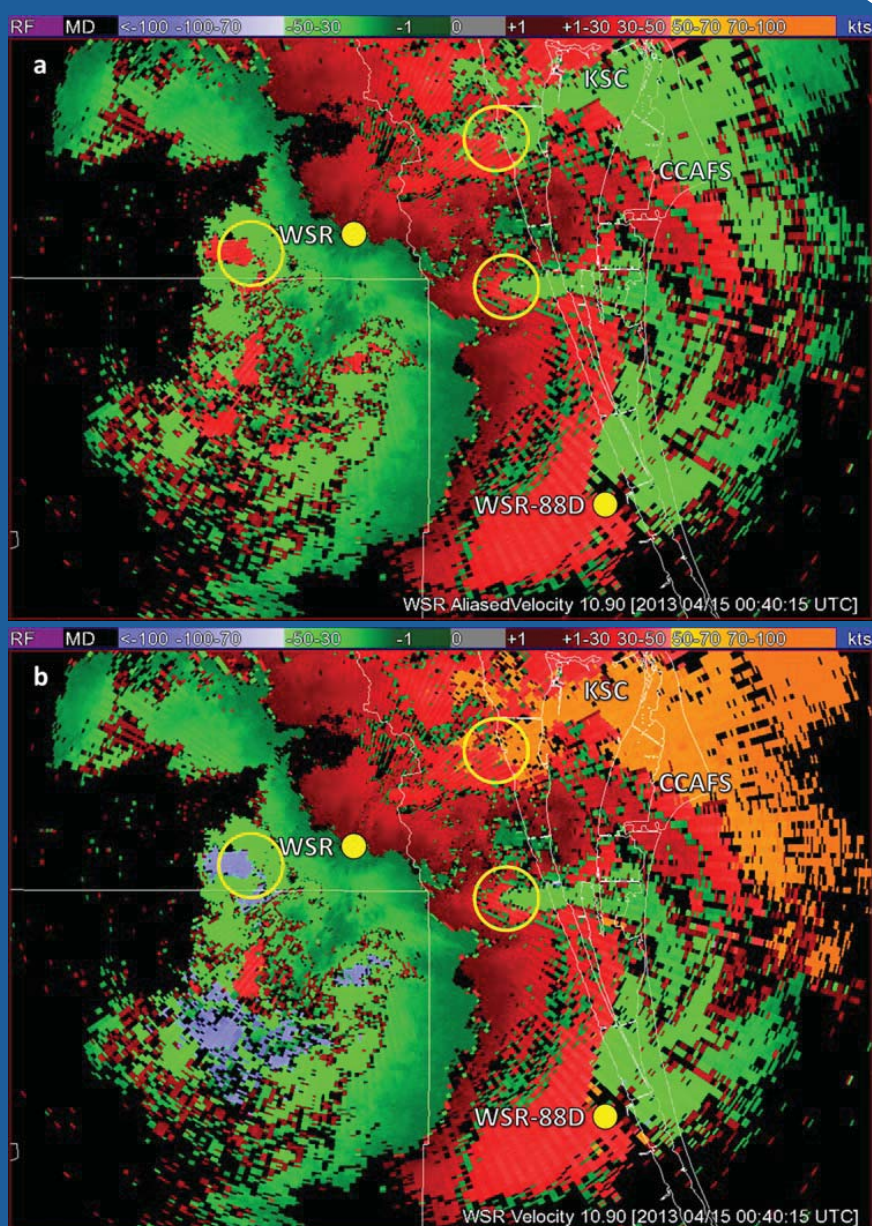 RF MD <-100 -100-70 -50-30 -1 0 +1 +1-30 30-50 50-70 70-100 kts
a
KSC
CCAFS
WSR
WSR-88D
WSR AliasedVelocity 10.90 [2013 04/15 00:40:15 UTC]
RF MD <-100 -100-70 -50-30 -1 0 +1 +1-30 30-50 50-70 70-100 kts
b
KSC
CCAFS
WSR
WSR-88D
WSR Velocity 10.90 [2013 04/15 00:40:15 UTC]